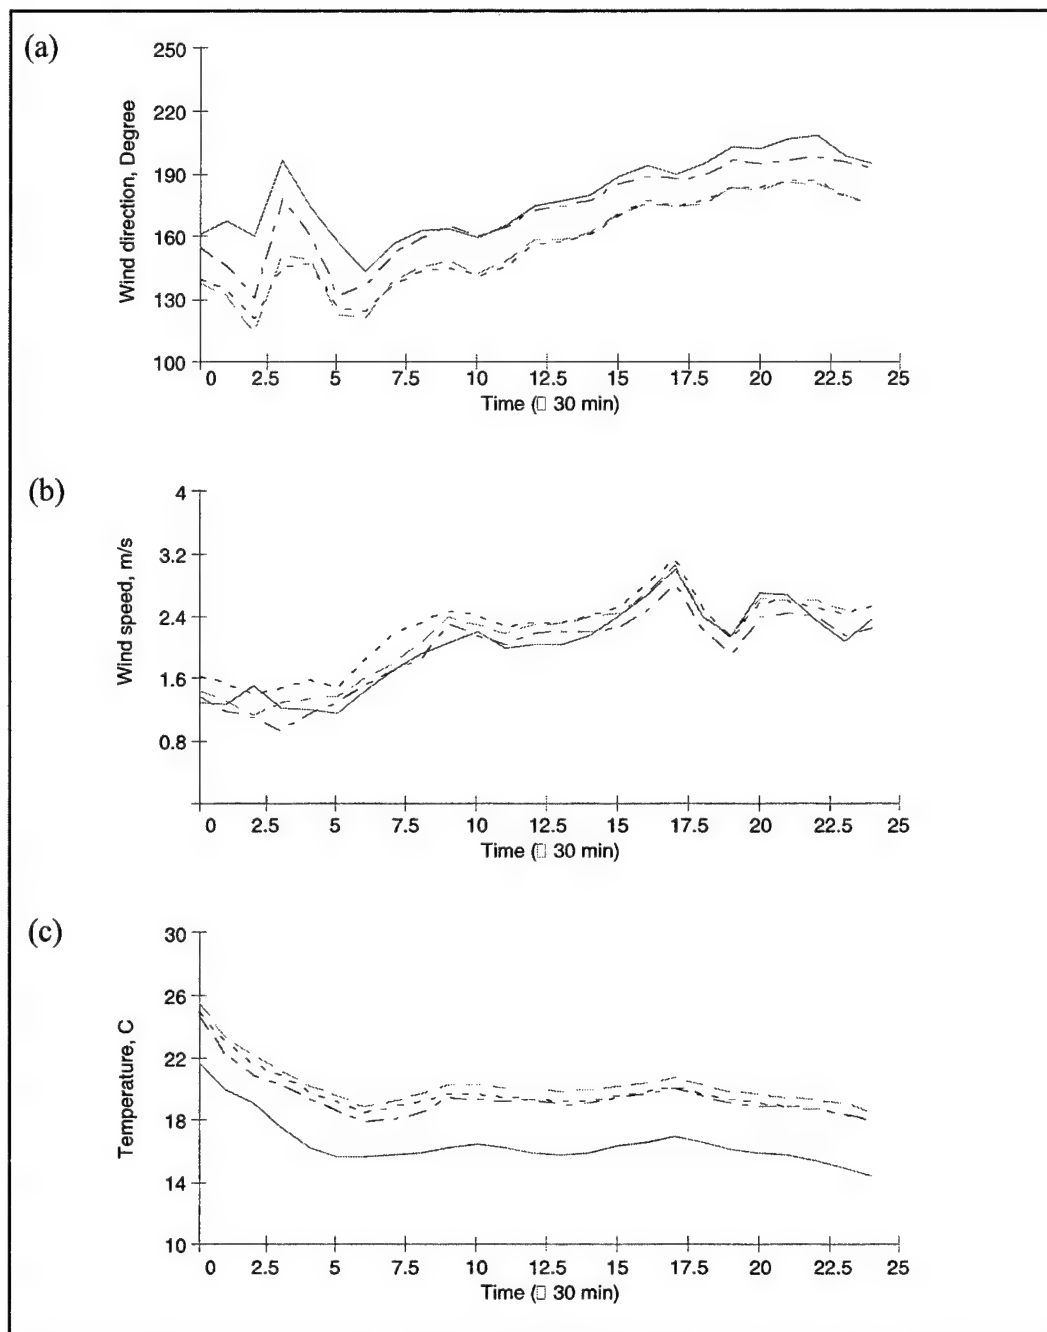 (a)
250
220
190
160
130
100
Wind direction, Degree
0 2.5 5 7.5 10 12.5 15 17.5 20 22.5 25
Time (▯ 30 min)
(b)
4
3.2
2.4
1.6
0.8
Wind speed, m/s
0 2.5 5 7.5 10 12.5 15 17.5 20 22.5 25
Time (▯ 30 min)
(c)
30
26
22
18
14
10
Temperature, C
0 2.5 5 7.5 10 12.5 15 17.5 20 22.5 25
Time (▯ 30 min)